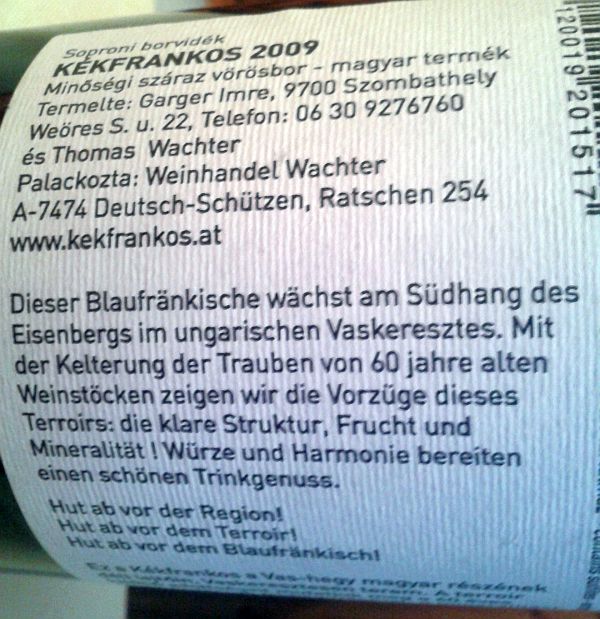 Soproni borvidék
KÉKFRANKOS 2009
Minőségi száraz vörösbor - magyar termék
Termelte: Garger Imre, 9700 Szombathely
Weöres S. u. 22, Telefon: 06 30 9276760
és Thomas Wachter
Palackozta: Weinhandel Wachter
A-7474 Deutsch-Schützen, Ratschen 254
www.kekfrankos.at
Dieser Blaufränkische wächst am Südhang des
Eisenbergs im ungarischen Vaskeresztes. Mit
der Kelterung der Trauben von 60 jahre alten
Weinstöcken zeigen wir die Vorzüge dieses
Terroirs: die klare Struktur, Frucht und
Mineralität ! Würze und Harmonie bereiten
einen schönen Trinkgenuss.
Hut ab vor der Region!
Hut ab vor dem Terroir!
Hut ab vor dem Blaufränkisch!
Ez a Kékfrankos a Vas-hegy magyar részének
120019 201517